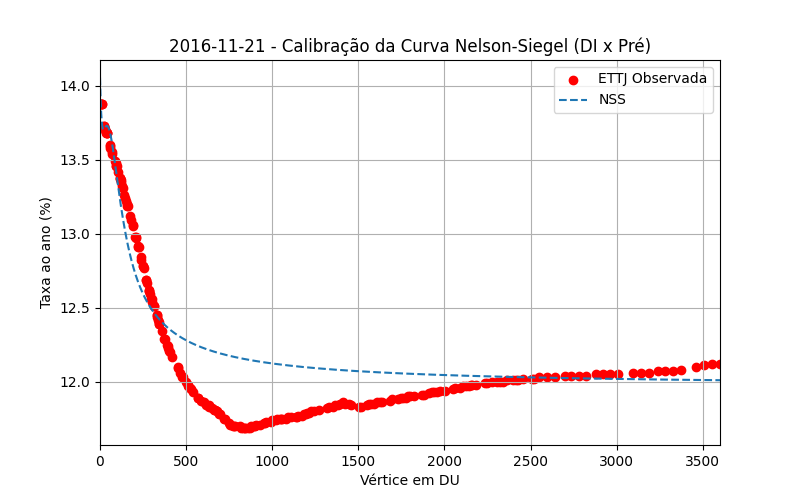 2016-11-21 - Calibração da Curva Nelson-Siegel (DI x Pré)
ETTJ Observada
NSS
Taxa ao ano (%)
14.0
13.5
13.0
12.5
12.0
0 500 1000 1500 2000 2500 3000 3500
Vértice em DU